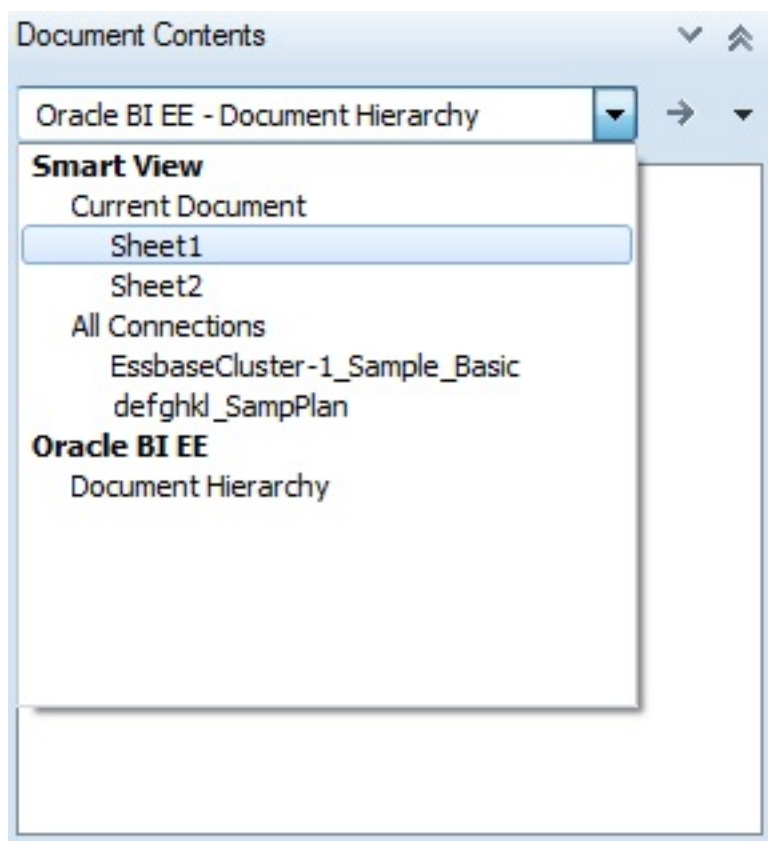 Document Contents
Oracle BI EE - Document Hierarchy
Smart View
Current Document
Sheet1
Sheet2
All Connections
EssbaseCluster-1_Sample_Basic
defghkl_SampPlan
Oracle BI EE
Document Hierarchy